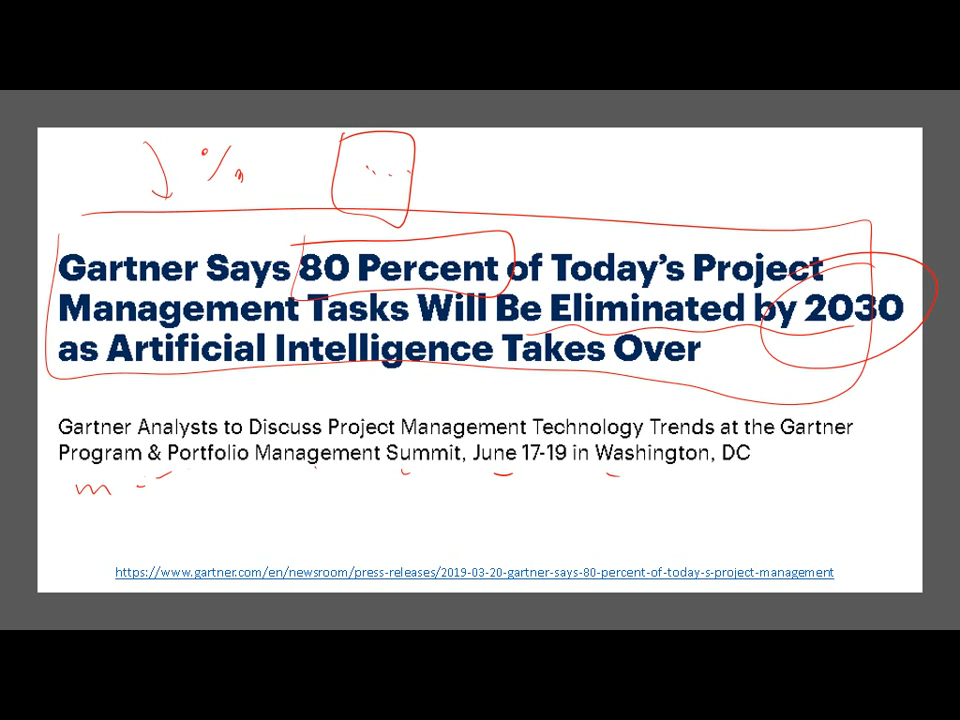 %
Gartner Says 80 Percent of Today's Project
Management Tasks Will Be Eliminated by 2030
as Artificial Intelligence Takes Over
Gartner Analysts to Discuss Project Management Technology Trends at the Gartner
Program & Portfolio Management Summit, June 17-19 in Washington, DC
https://www.gartner.com/en/newsroom/press-releases/2019-03-20-gartner-says-80-percent-of-today-s-project-management